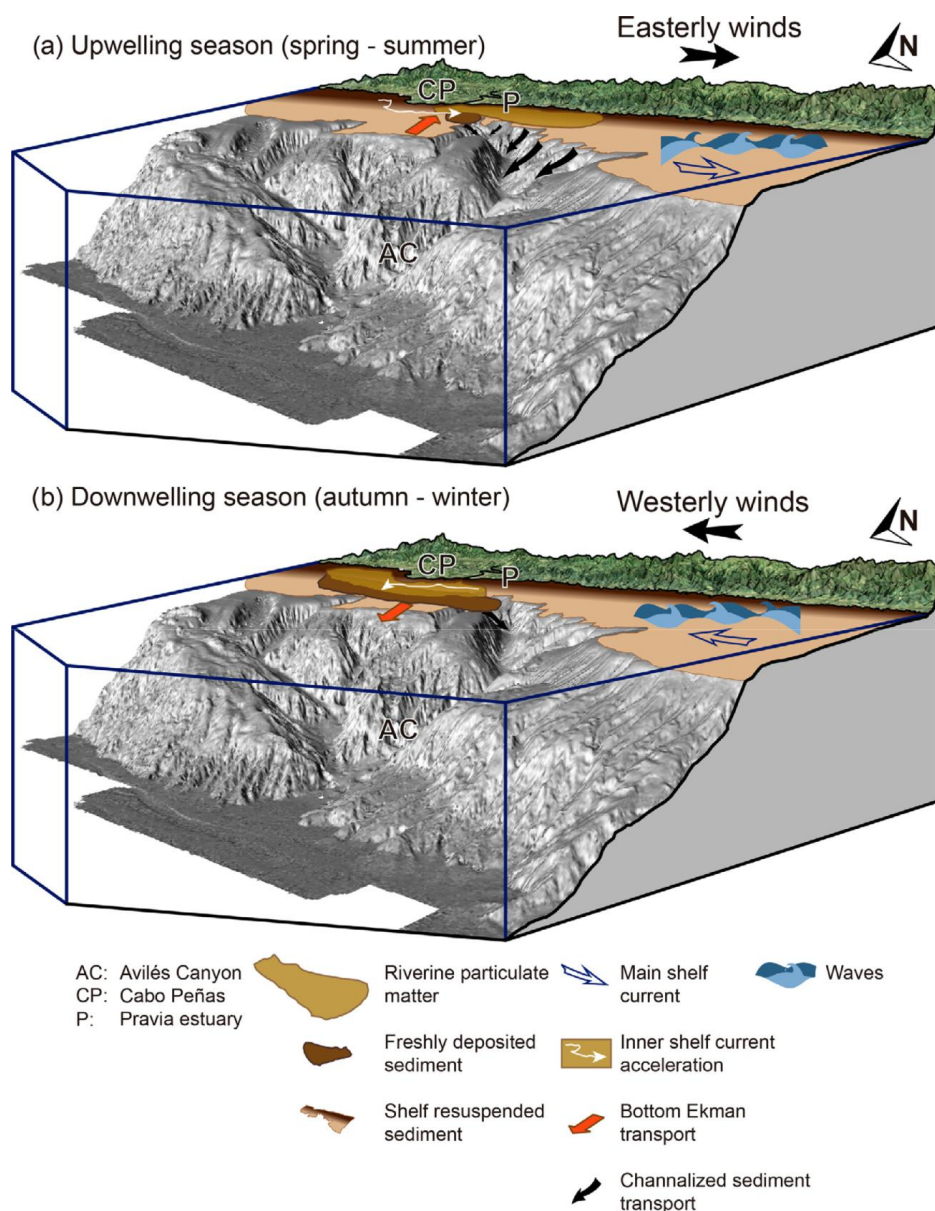 (a) Upwelling season (spring - summer)
Easterly winds
N
CP
P
AC
(b) Downwelling season (autumn - winter)
Westerly winds
N
CP
P
AC
AC: Avilés Canyon
CP: Cabo Peñas
P: Pravia estuary
Riverine particulate
matter
Main shelf
current
Waves
Freshly deposited
sediment
Inner shelf current
acceleration
Shelf resuspended
sediment
Bottom Ekman
transport
Channalized sediment
transport